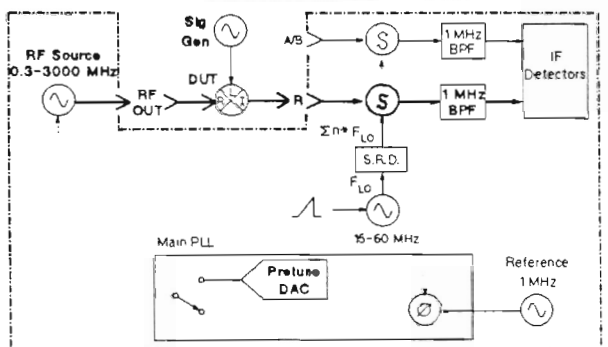 Sig
Gen
RF Source
0.3-3000 MHz
RF
OUT
DUT
R L I
A/B
R
S
S
1 MHz
BPF
1 MHz
BPF
IF
Detectors
Σn* F LO
S.R.D.
F LO
15-60 MHz
Main PLL
Pretune
DAC
Ø
Reference
1 MHz